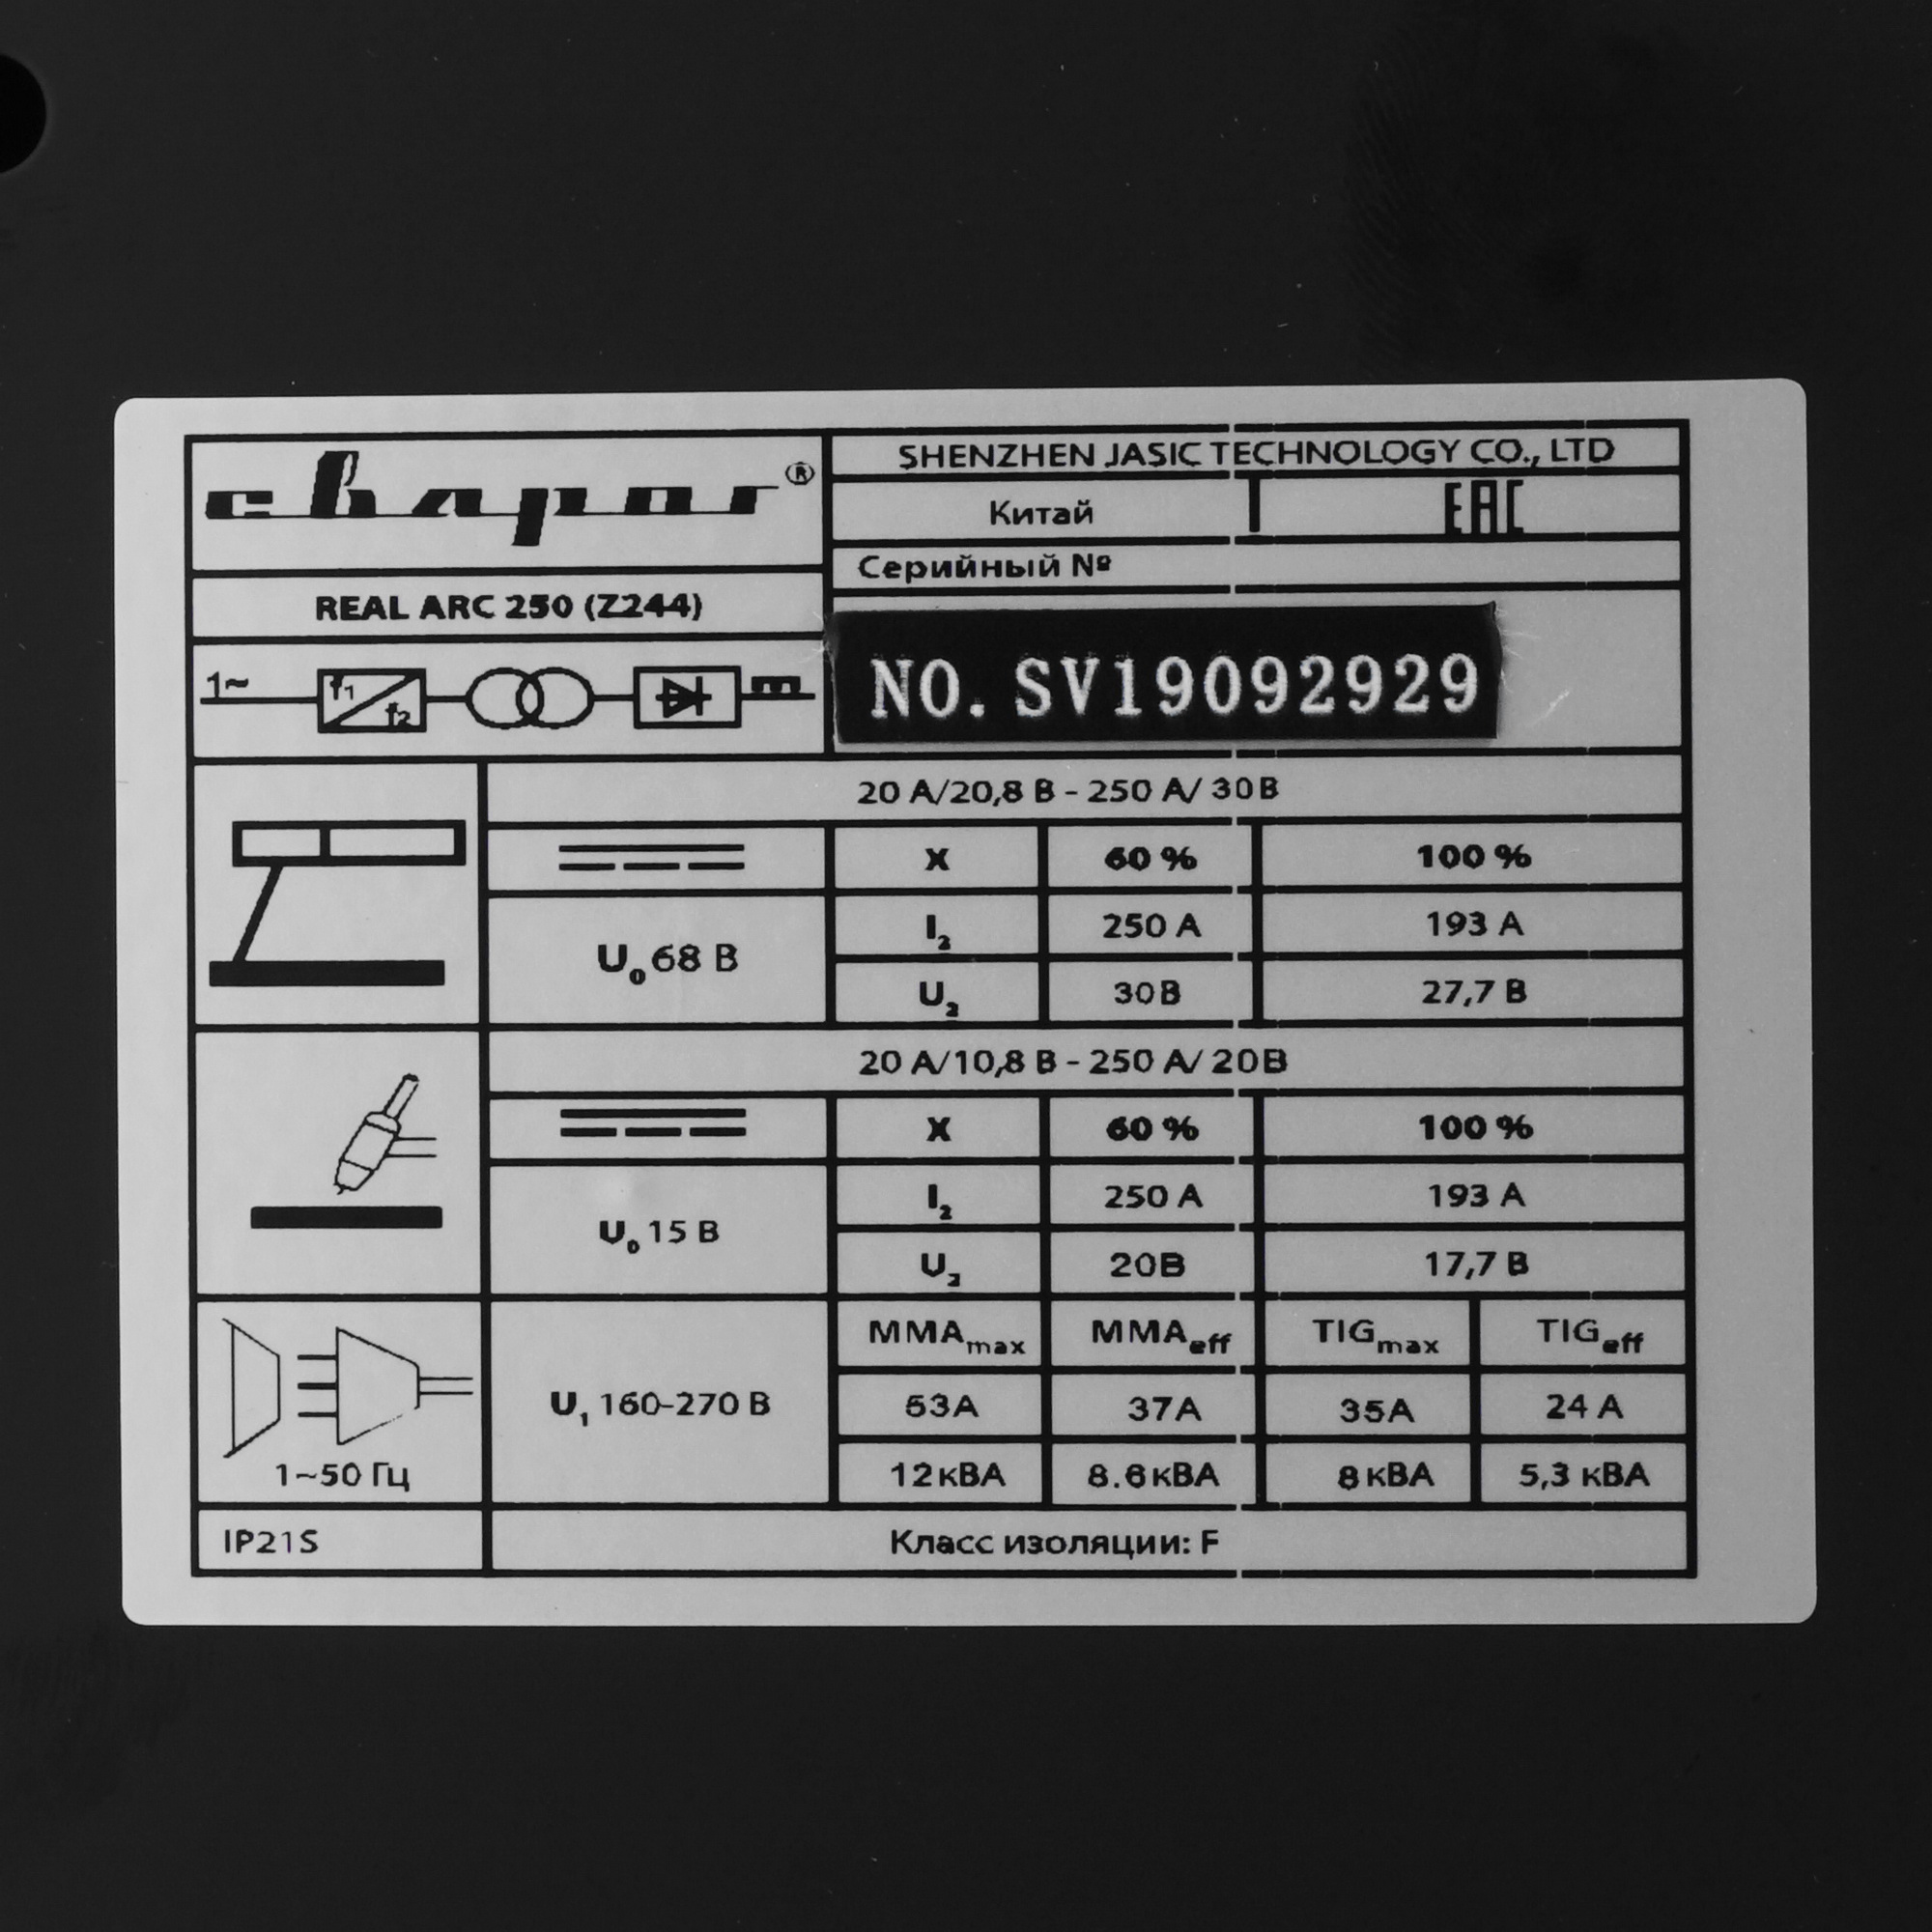 сварог®
SHENZHEN JASIC TECHNOLOGY CO., LTD
Китай EAC
Серийный №
REAL ARC 250 (Z244)
NO. SV19092929
1~ f1 f2
20 А/20,8 В - 250 А/ 30В
X 60 % 100 %
U₀ 68 В
I₂ 250 А 193 А
U₂ 30В 27,7 В
20 А/10,8 В - 250 А/ 20В
X 60 % 100 %
U₀ 15 В
I₂ 250 А 193 А
U₂ 20В 17,7 В
MMAmax MMAeff TIGmax TIGeff
U₁ 160-270 В
53А 37А 35А 24 А
1~50 Гц
12кВА 8.6кВА 8кВА 5,3 кВА
IP21S Класс изоляции: F